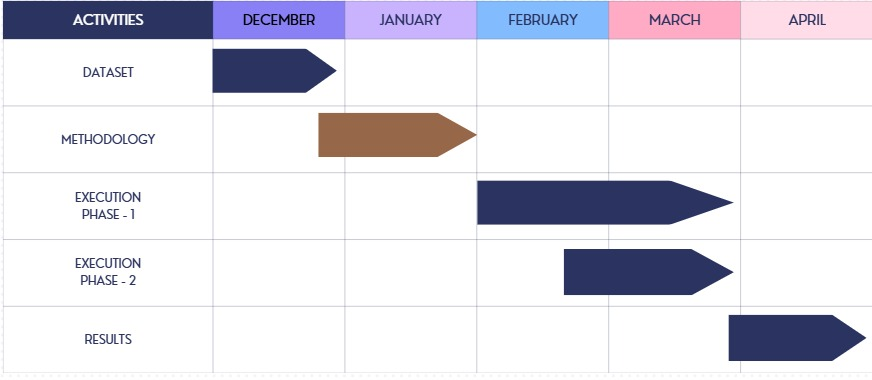 ACTIVITIES DECEMBER JANUARY FEBRUARY MARCH APRIL
DATASET
METHODOLOGY
EXECUTION
PHASE - 1
EXECUTION
PHASE - 2
RESULTS